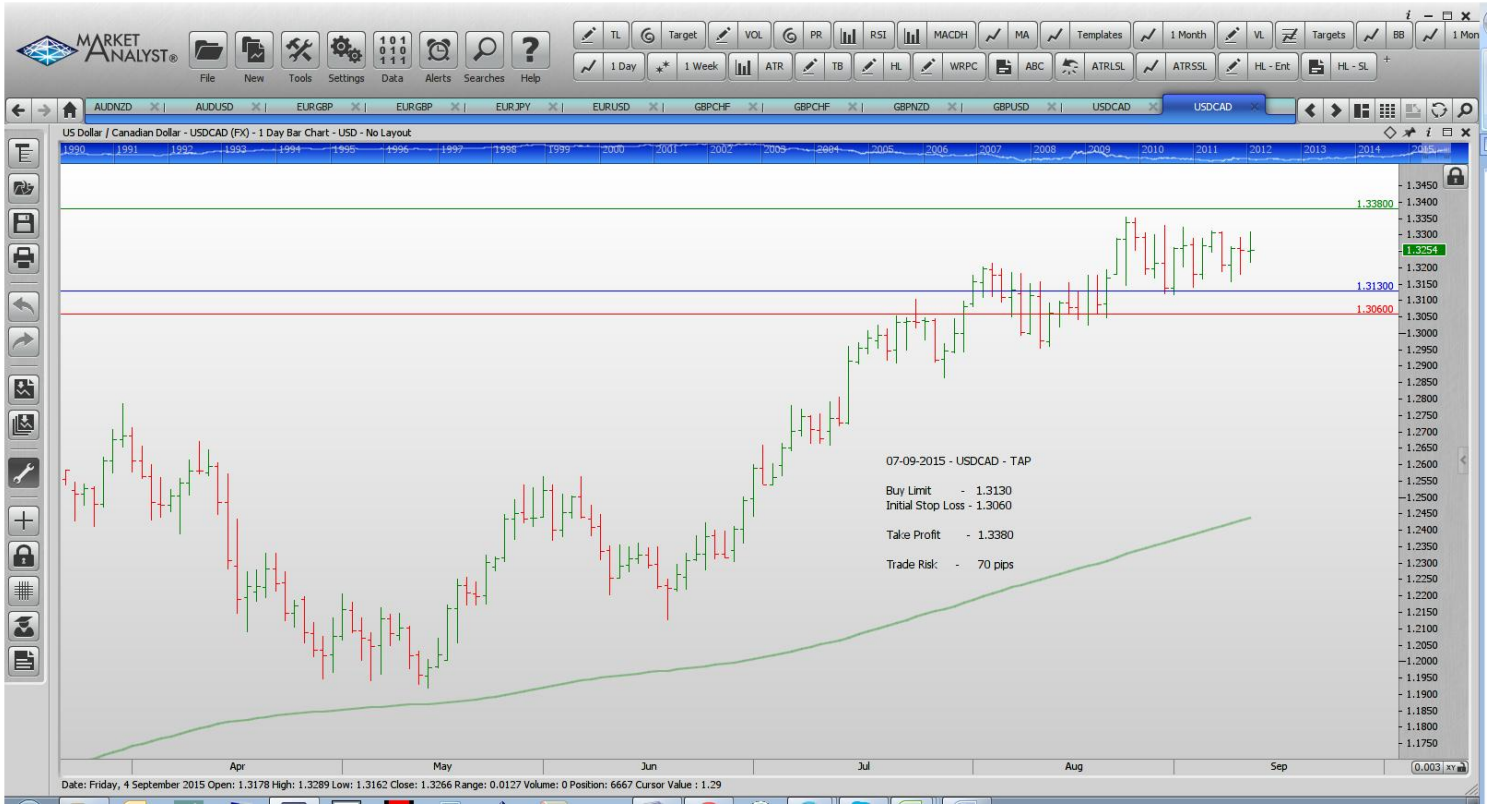 i
MARKET
ANALYST®
File New Tools Settings Data Alerts Searches Help
TL Target VOL PR RSI MACDH MA Templates 1 Month VL Targets BB 1 Mon
1 Day 1 Week ATR TB HL WRPC ABC ATRLSL ATRSSL HL - Ent HL - SL +
AUDNZD AUDUSD EURGBP EURGBP EURJPY EURUSD GBPCHF GBPCHF GBPNZD GBPUSD USDCAD USDCAD
US Dollar / Canadian Dollar - USDCAD (FX) - 1 Day Bar Chart - USD - No Layout
1990 1991 1992 1993 1994 1995 1996 1997 1998 1999 2000 2001 2002 2003 2004 2005 2006 2007 2008 2009 2010 2011 2012 2013 2014 2015
1.3450
1.33800
1.3400
1.3350
1.3300
1.3254
1.3200
1.31300
1.3150
1.3100
1.30600
1.3050
1.3000
1.2950
1.2900
1.2850
1.2800
1.2750
1.2700
1.2650
1.2600
1.2550
1.2500
1.2450
1.2400
1.2350
1.2300
1.2250
1.2200
1.2150
1.2100
1.2050
1.2000
1.1950
1.1900
1.1850
1.1800
1.1750
07-09-2015 - USDCAD - TAP
Buy Limit - 1.3130
Initial Stop Loss - 1.3060
Take Profit - 1.3380
Trade Risk - 70 pips
Apr May Jun Jul Aug Sep
0.003 XY
Date: Friday, 4 September 2015 Open: 1.3178 High: 1.3289 Low: 1.3162 Close: 1.3266 Range: 0.0127 Volume: 0 Position: 6667 Cursor Value : 1.29